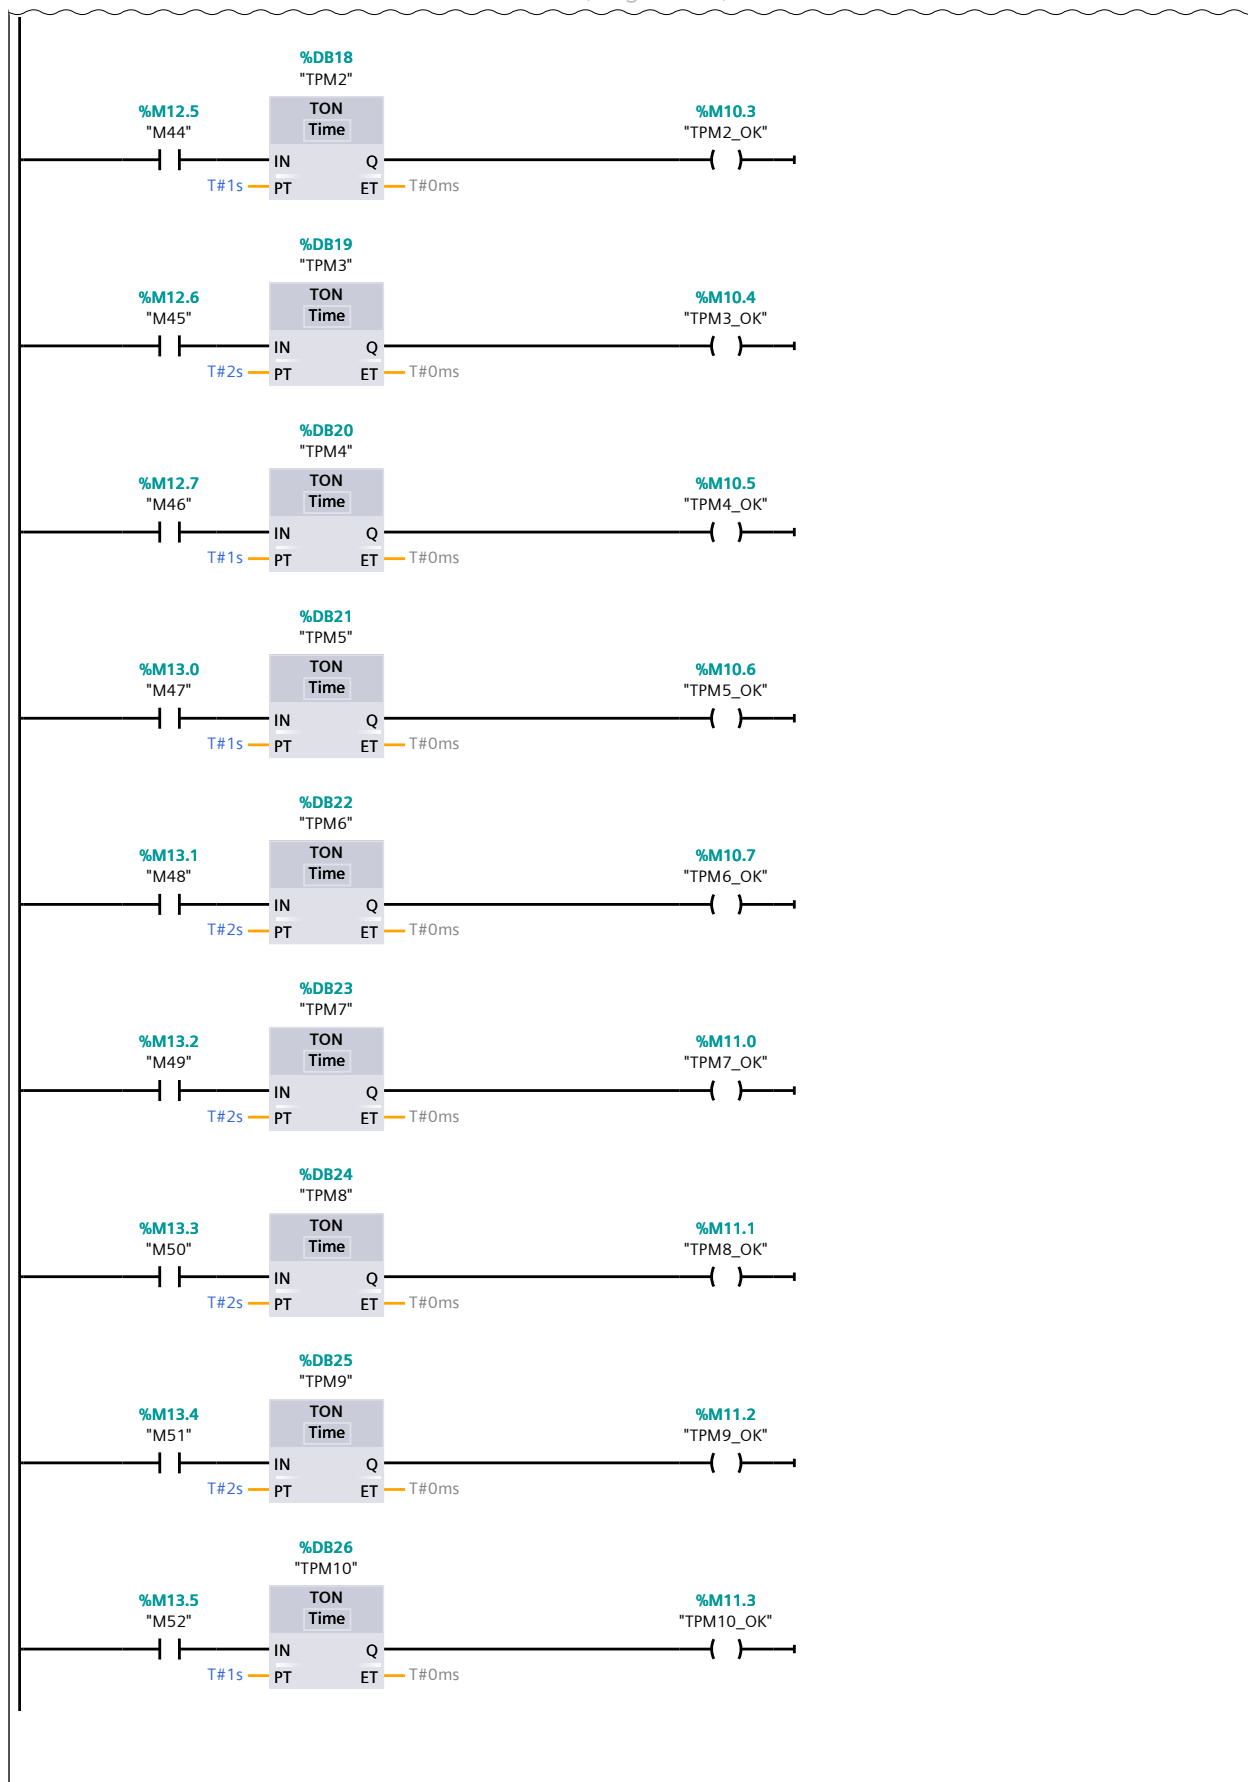 %DB18
"TPM2"
%M12.5
"M44"
TON
Time
%M10.3
"TPM2_OK"
IN Q
T#1s PT ET T#0ms
%DB19
"TPM3"
%M12.6
"M45"
TON
Time
%M10.4
"TPM3_OK"
IN Q
T#2s PT ET T#0ms
%DB20
"TPM4"
%M12.7
"M46"
TON
Time
%M10.5
"TPM4_OK"
IN Q
T#1s PT ET T#0ms
%DB21
"TPM5"
%M13.0
"M47"
TON
Time
%M10.6
"TPM5_OK"
IN Q
T#1s PT ET T#0ms
%DB22
"TPM6"
%M13.1
"M48"
TON
Time
%M10.7
"TPM6_OK"
IN Q
T#2s PT ET T#0ms
%DB23
"TPM7"
%M13.2
"M49"
TON
Time
%M11.0
"TPM7_OK"
IN Q
T#2s PT ET T#0ms
%DB24
"TPM8"
%M13.3
"M50"
TON
Time
%M11.1
"TPM8_OK"
IN Q
T#2s PT ET T#0ms
%DB25
"TPM9"
%M13.4
"M51"
TON
Time
%M11.2
"TPM9_OK"
IN Q
T#2s PT ET T#0ms
%DB26
"TPM10"
%M13.5
"M52"
TON
Time
%M11.3
"TPM10_OK"
IN Q
T#1s PT ET T#0ms